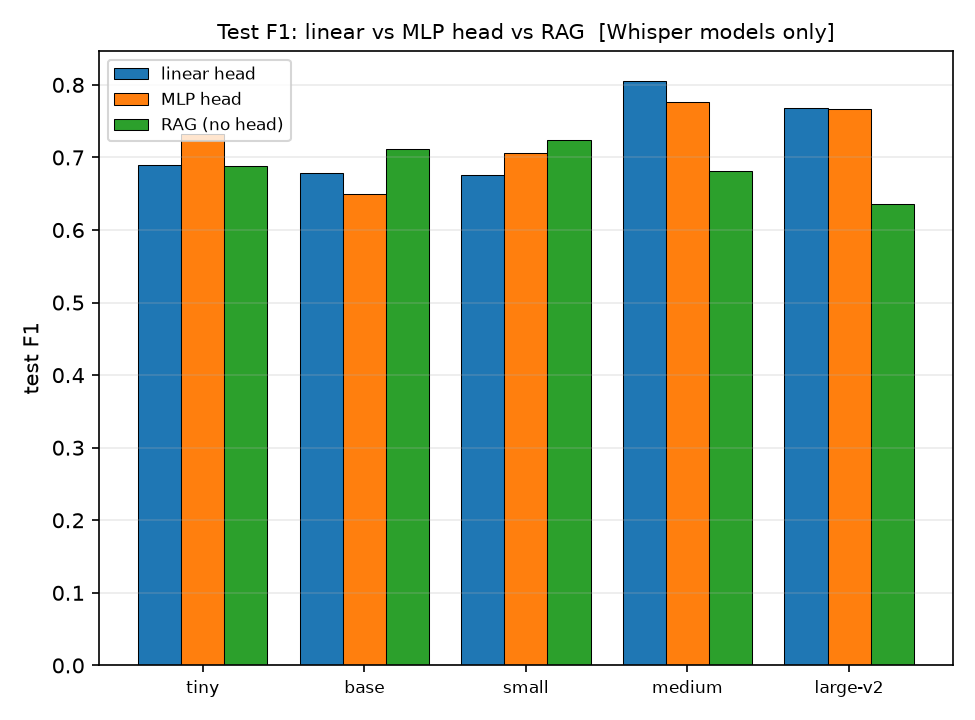 Test F1: linear vs MLP head vs RAG  [Whisper models only]
linear head
MLP head
RAG (no head)
test F1
0.8
0.7
0.6
0.5
0.4
0.3
0.2
0.1
0.0
tiny base small medium large-v2